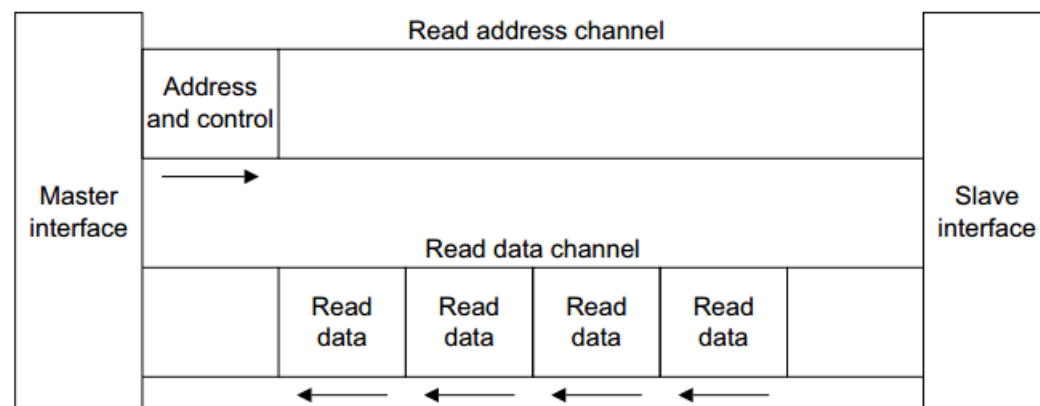 Read address channel
Address
and control
Master
interface
Slave
interface
Read data channel
Read
data
Read
data
Read
data
Read
data